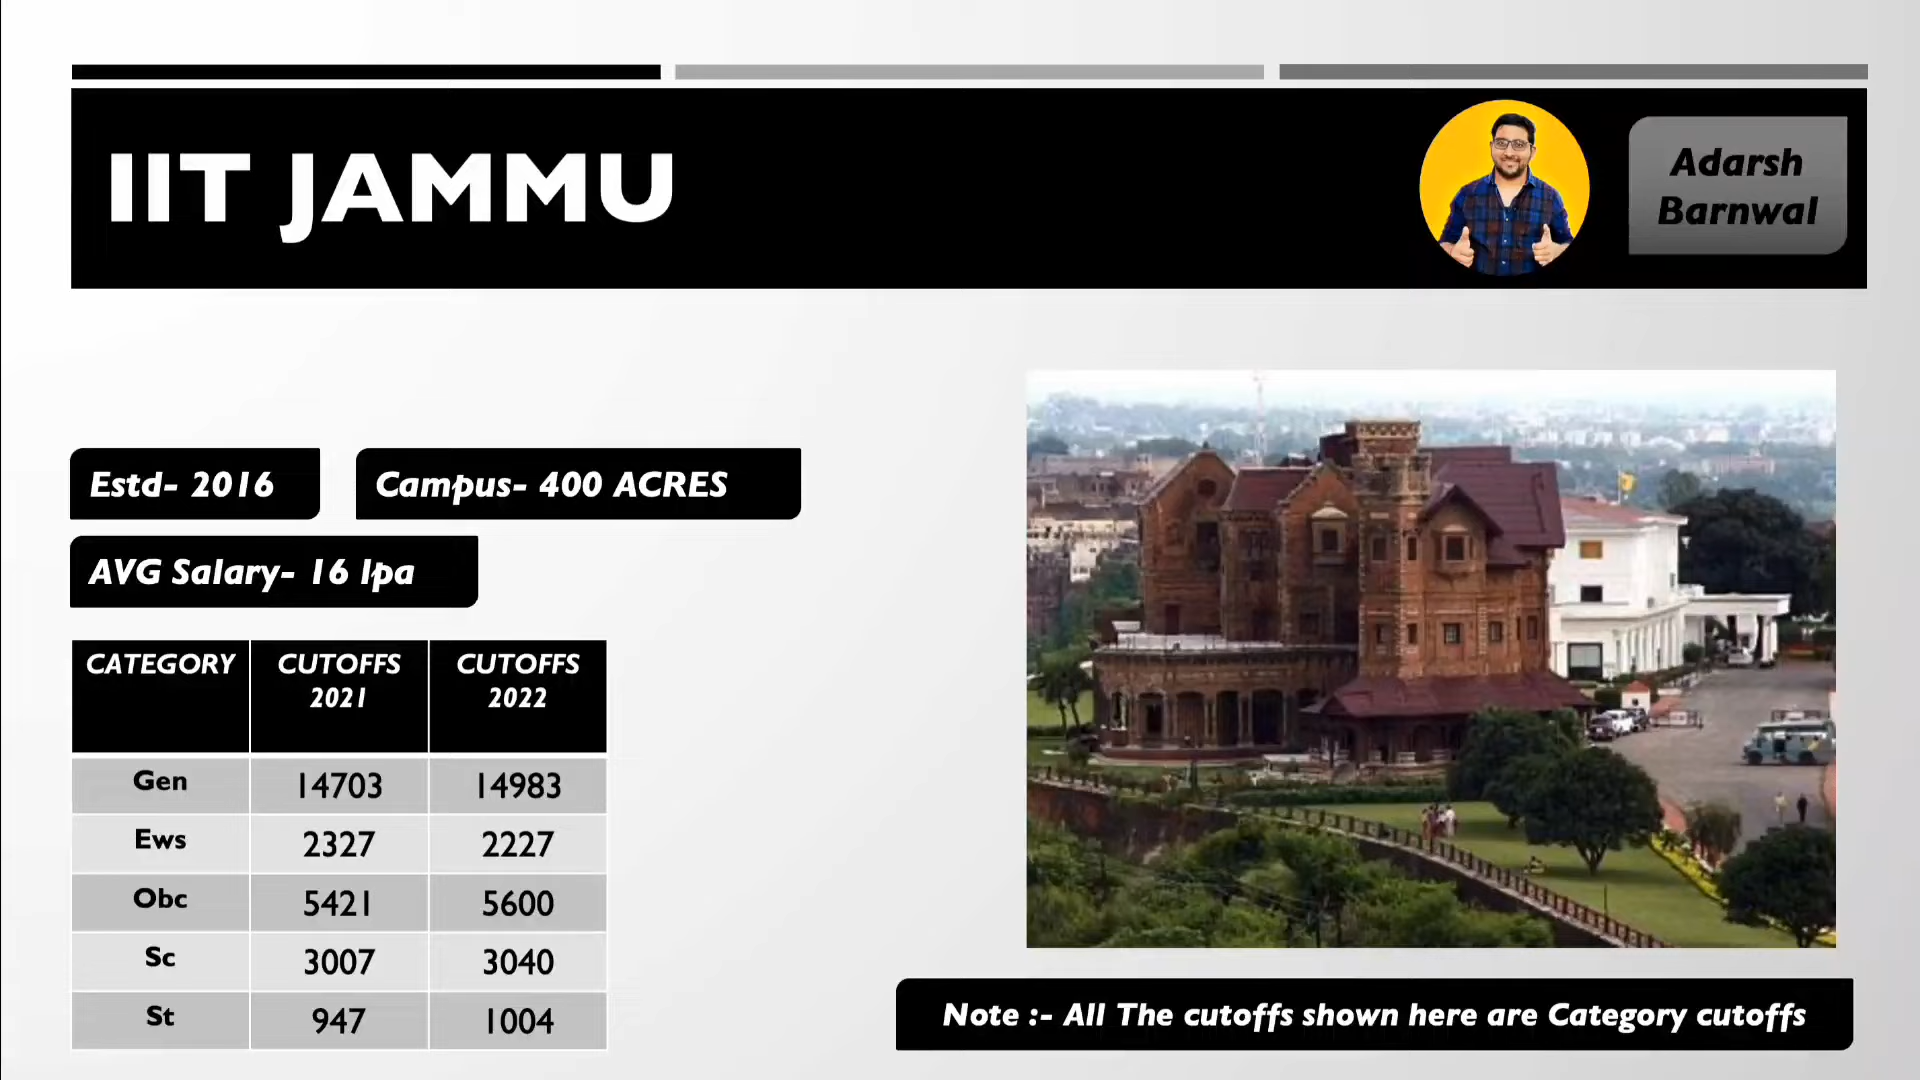 IIT JAMMU
Adarsh
Barnwal
Estd- 2016
Campus- 400 ACRES
AVG Salary- 16 lpa
CATEGORY CUTOFFS 2021 CUTOFFS 2022
Gen 14703 14983
Ews 2327 2227
Obc 5421 5600
Sc 3007 3040
St 947 1004
Note :- All The cutoffs shown here are Category cutoffs